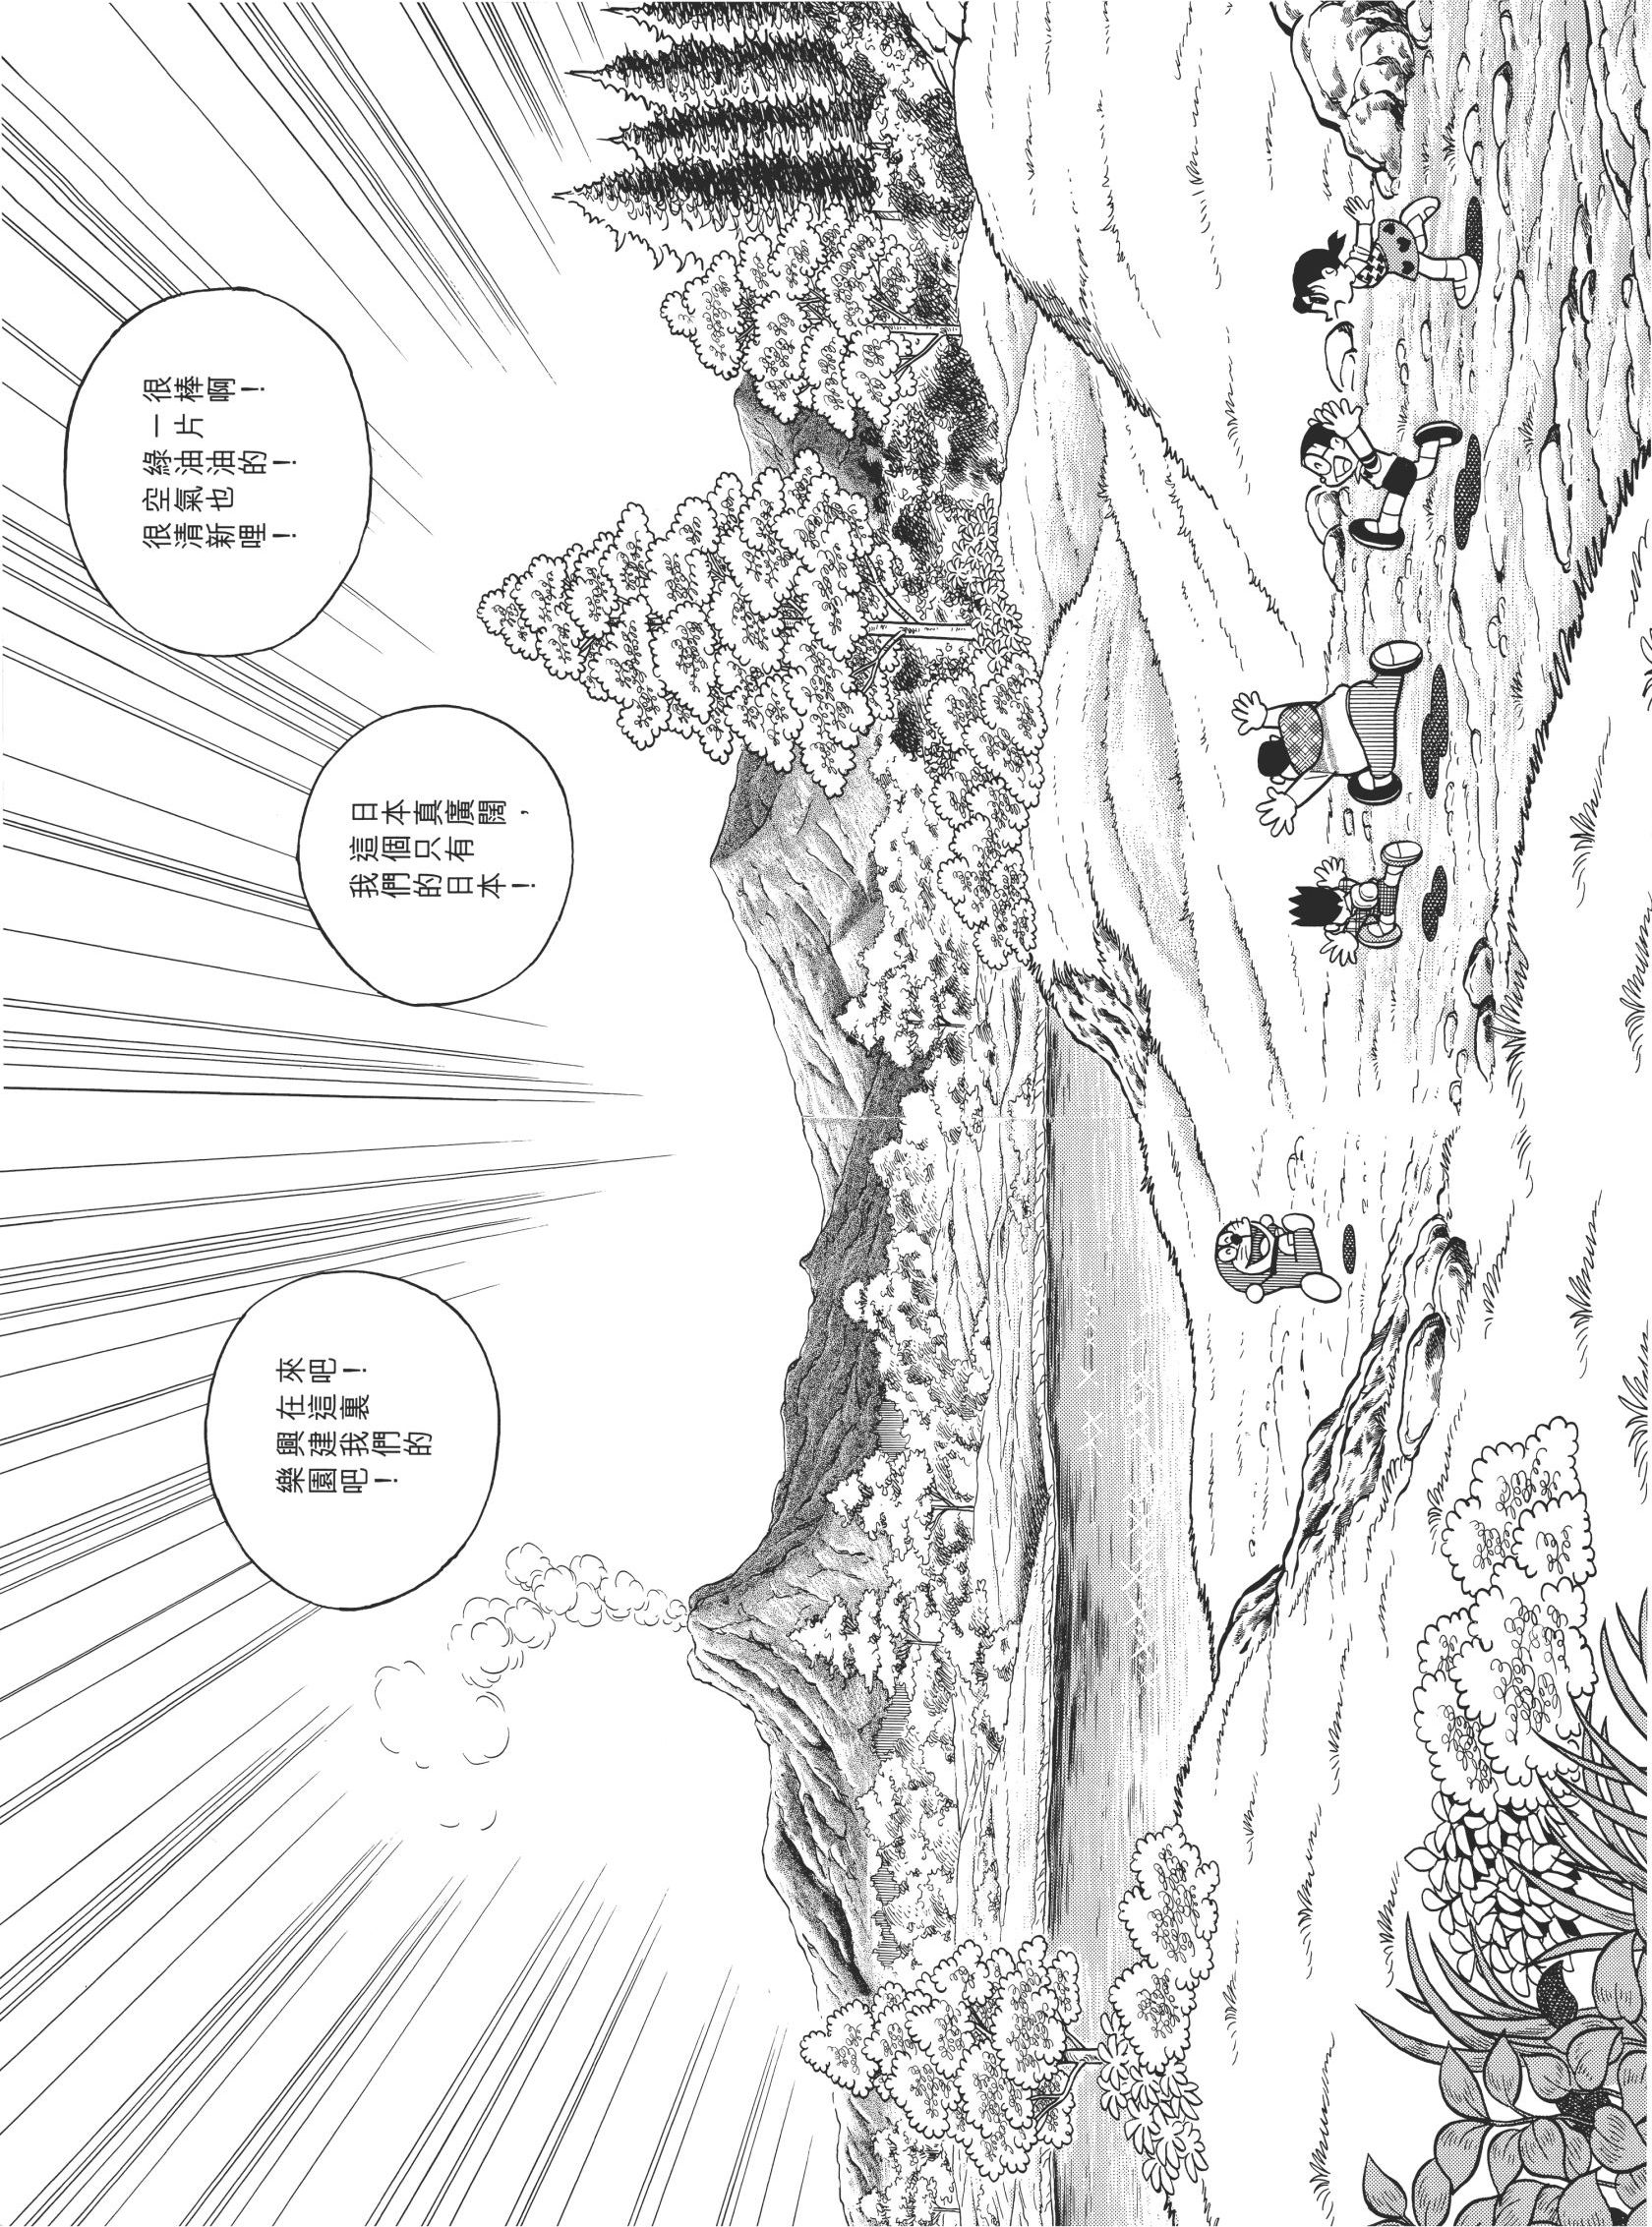 很棒啊！
一片
綠油油的！
空氣也
很清新哩！
日本真廣闊，
這個只有
我們的日本！
來吧！
在這裏
興建我們的
樂園吧！